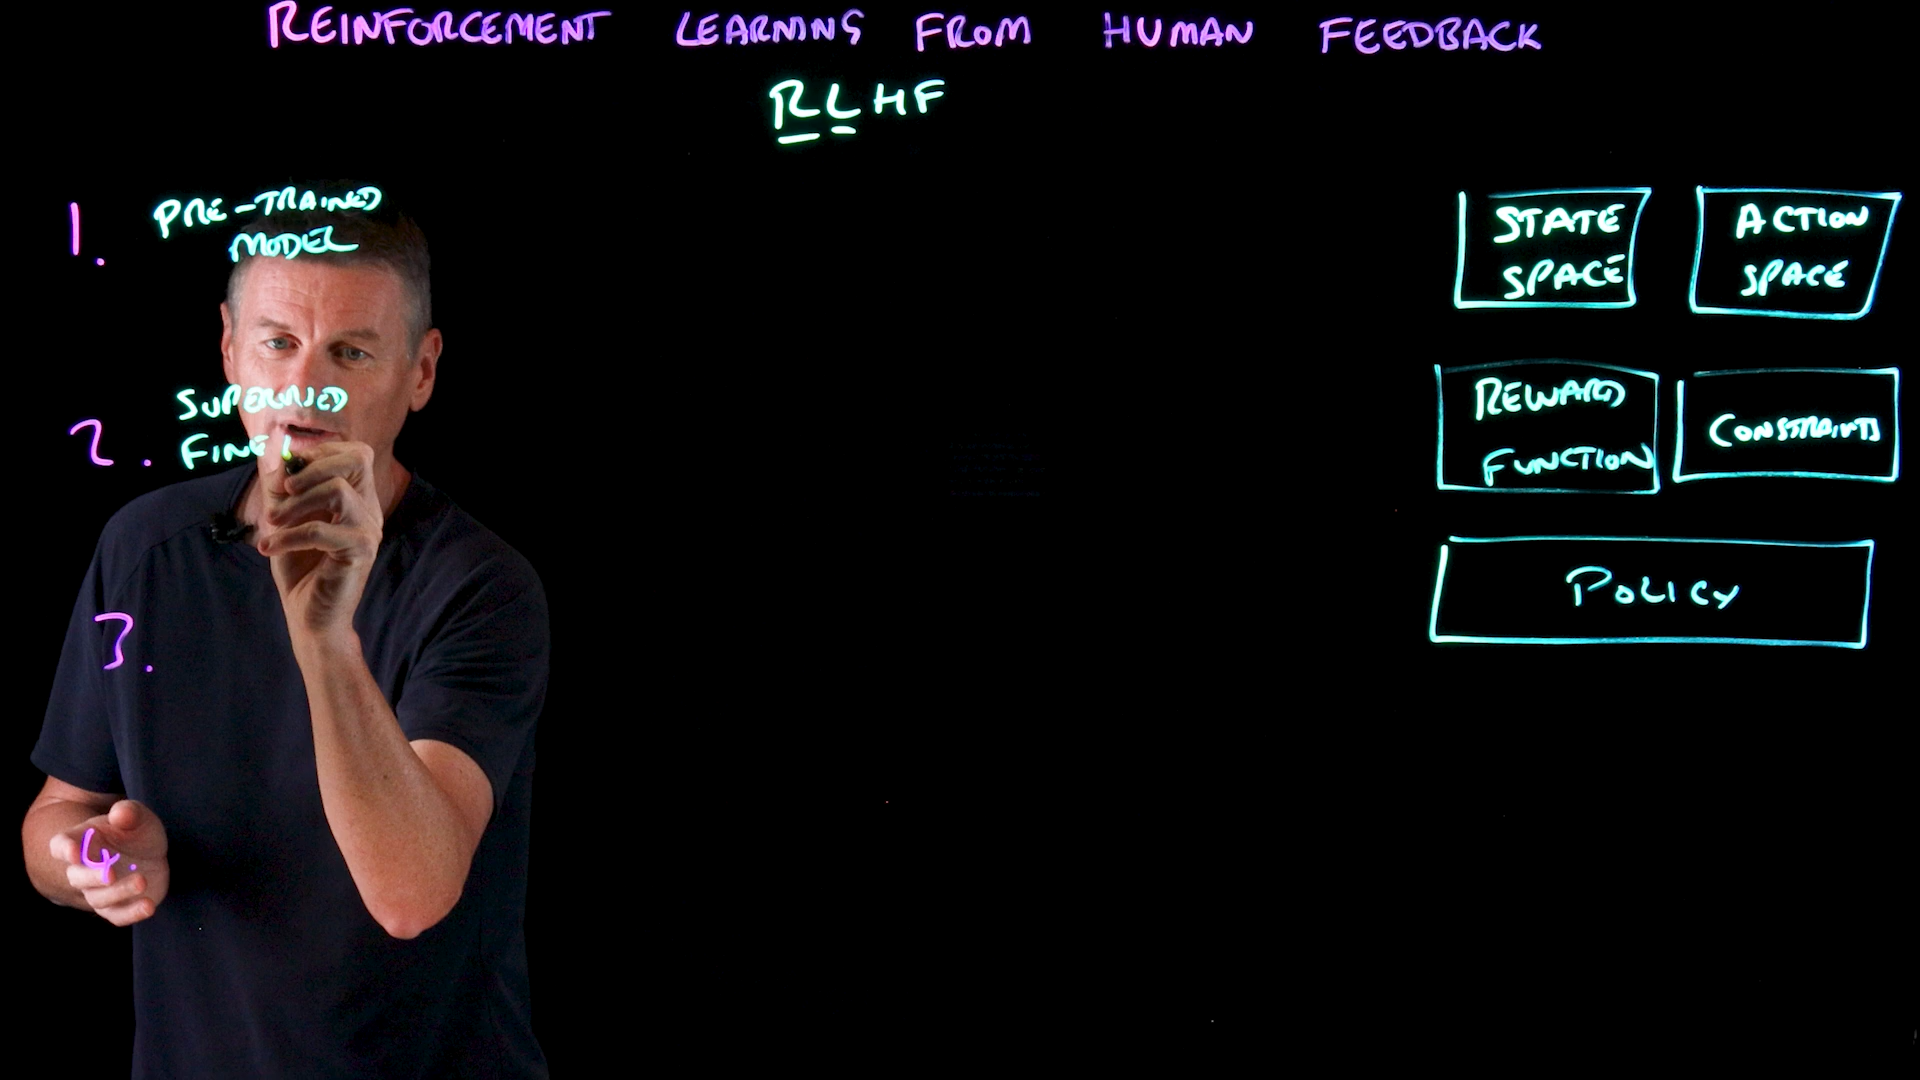 REINFORCEMENT LEARNING FROM HUMAN FEEDBACK
RLHF
1. PRE-TRAINED
MODEL
2. SUPERVISED
FINE
3.
4.
STATE
SPACE
ACTION
SPACE
REWARD
FUNCTION
CONSTRAINTS
POLICY